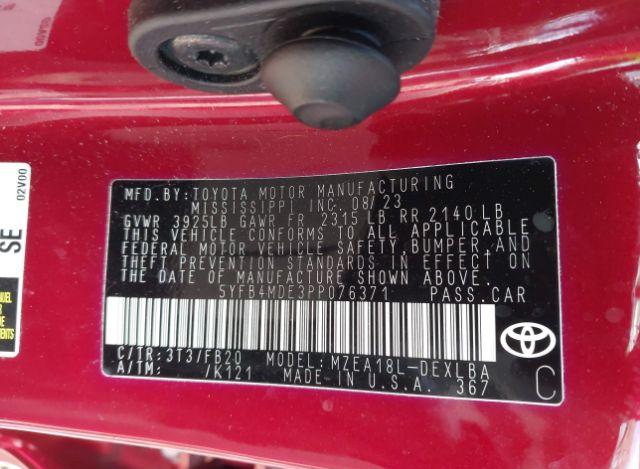 MFD. BY: TOYOTA MOTOR MANUFACTURING
MISSISSIPPI INC. 08/23
GVWR 3925LB GAWR FR 2315 LB RR 2140 LB
THIS VEHICLE CONFORMS TO ALL APPLICABLE
FEDERAL MOTOR VEHICLE SAFETY, BUMPER, AND
THEFT PREVENTION STANDARDS IN EFFECT ON
THE DATE OF MANUFACTURE SHOWN ABOVE.
5YFB4MDE3PP076371 PASS. CAR
C/TR: 3T3/FB20 MODEL: MZEA18L-DEXLBA
A/TM: /K121 MADE IN U.S.A. 367
C
02V00
SE